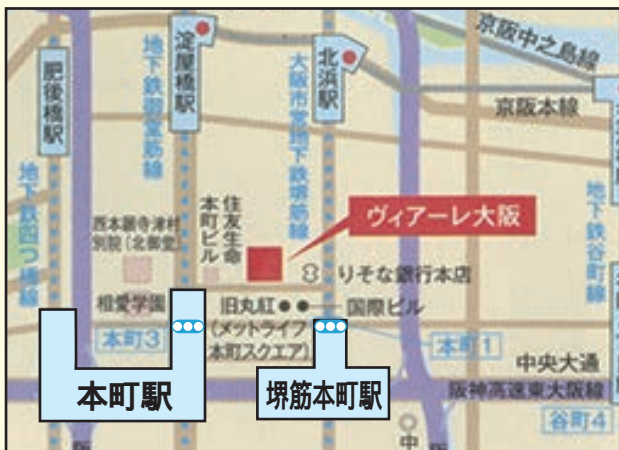 京阪中之島線
淀屋橋駅
北浜駅
肥後橋駅
京阪本線
地下鉄御堂筋線
大阪市営地下鉄堺筋線
地下鉄四つ橋線
地下鉄谷町線
住友生命
本町ビル
ヴィアーレ大阪
西本願寺津村
別院(北御堂)
りそな銀行本店
相愛学園
旧丸紅
国際ビル
(メットライフ
本町スクエア)
本町3
本町1
中央大通
本町駅
堺筋本町駅
阪神高速東大阪線
谷町4
阪
中
阪